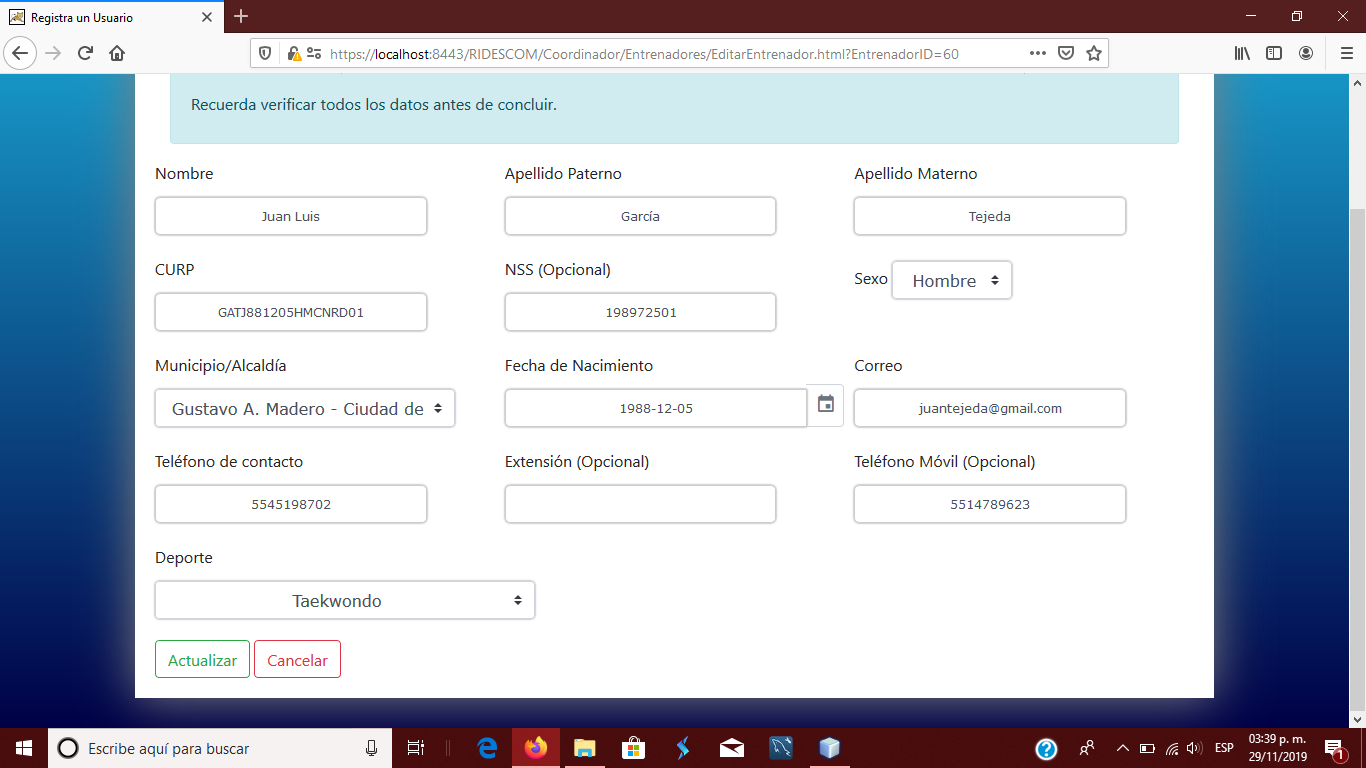 Registra un Usuario
https://localhost:8443/RIDESCOM/Coordinador/Entrenadores/EditarEntrenador.html?EntrenadorID=60
Recuerda verificar todos los datos antes de concluir.
Nombre Apellido Paterno Apellido Materno
Juan Luis García Tejeda
CURP NSS (Opcional) Sexo Hombre
GATJ881205HMCNRD01 198972501
Municipio/Alcaldía Fecha de Nacimiento Correo
Gustavo A. Madero - Ciudad de 1988-12-05 juantejeda@gmail.com
Teléfono de contacto Extensión (Opcional) Teléfono Móvil (Opcional)
5545198702 5514789623
Deporte
Taekwondo
Actualizar Cancelar
Escribe aquí para buscar ESP 03:39 p. m.
29/11/2019 1